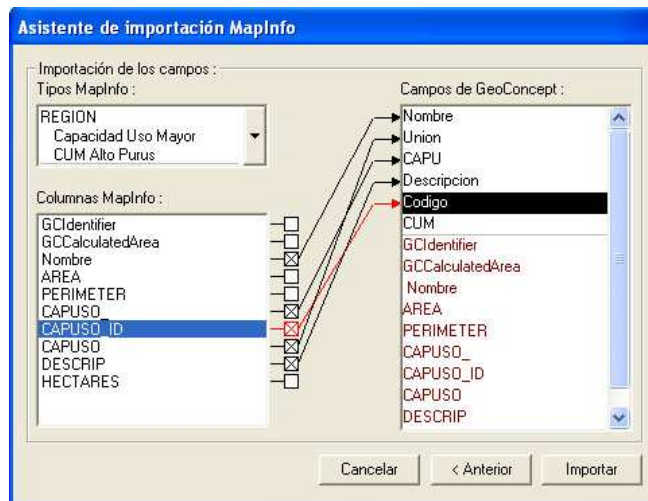 Asistente de importación MapInfo
Importación de los campos :
Tipos MapInfo :
REGION
Capacidad Uso Mayor
CUM Alto Purus
Columnas MapInfo :
GCIdentifier
GCCalculatedArea
Nombre
AREA
PERIMETER
CAPUSO_
CAPUSO_ID
CAPUSO
DESCRIP
HECTARES
Campos de GeoConcept :
Nombre
Union
CAPU
Descripcion
Codigo
CUM
GCIdentifier
GCCalculatedArea
Nombre
AREA
PERIMETER
CAPUSO_
CAPUSO_ID
CAPUSO
DESCRIP
Cancelar
< Anterior
Importar